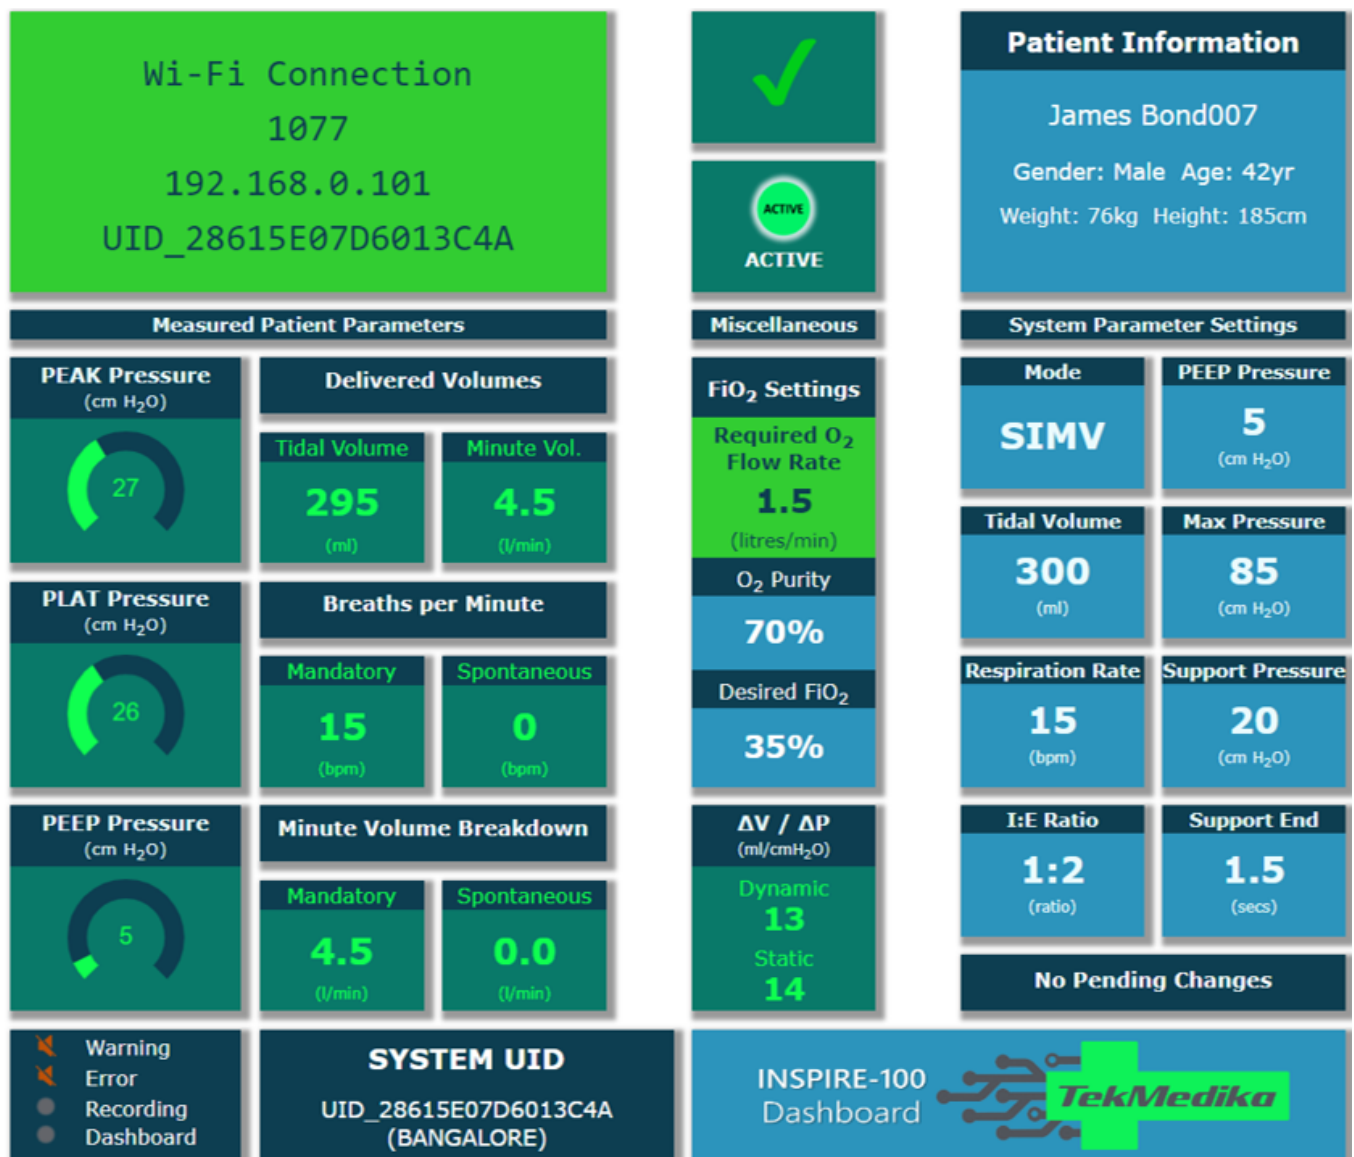 Wi-Fi Connection
1077
192.168.0.101
UID_28615E07D6013C4A
ACTIVE
ACTIVE
Patient Information
James Bond007
Gender: Male Age: 42yr
Weight: 76kg Height: 185cm
Measured Patient Parameters
PEAK Pressure
(cm H₂O)
27
Delivered Volumes
Tidal Volume
295
(ml)
Minute Vol.
4.5
(l/min)
PLAT Pressure
(cm H₂O)
26
Breaths per Minute
Mandatory
15
(bpm)
Spontaneous
0
(bpm)
PEEP Pressure
(cm H₂O)
5
Minute Volume Breakdown
Mandatory
4.5
(l/min)
Spontaneous
0.0
(l/min)
Miscellaneous
FiO₂ Settings
Required O₂
Flow Rate
1.5
(litres/min)
O₂ Purity
70%
Desired FiO₂
35%
ΔV / ΔP
(ml/cmH₂O)
Dynamic
13
Static
14
System Parameter Settings
Mode
SIMV
PEEP Pressure
5
(cm H₂O)
Tidal Volume
300
(ml)
Max Pressure
85
(cm H₂O)
Respiration Rate
15
(bpm)
Support Pressure
20
(cm H₂O)
I:E Ratio
1:2
(ratio)
Support End
1.5
(secs)
No Pending Changes
Warning
Error
Recording
Dashboard
SYSTEM UID
UID_28615E07D6013C4A
(BANGALORE)
INSPIRE-100
Dashboard
TekMedika